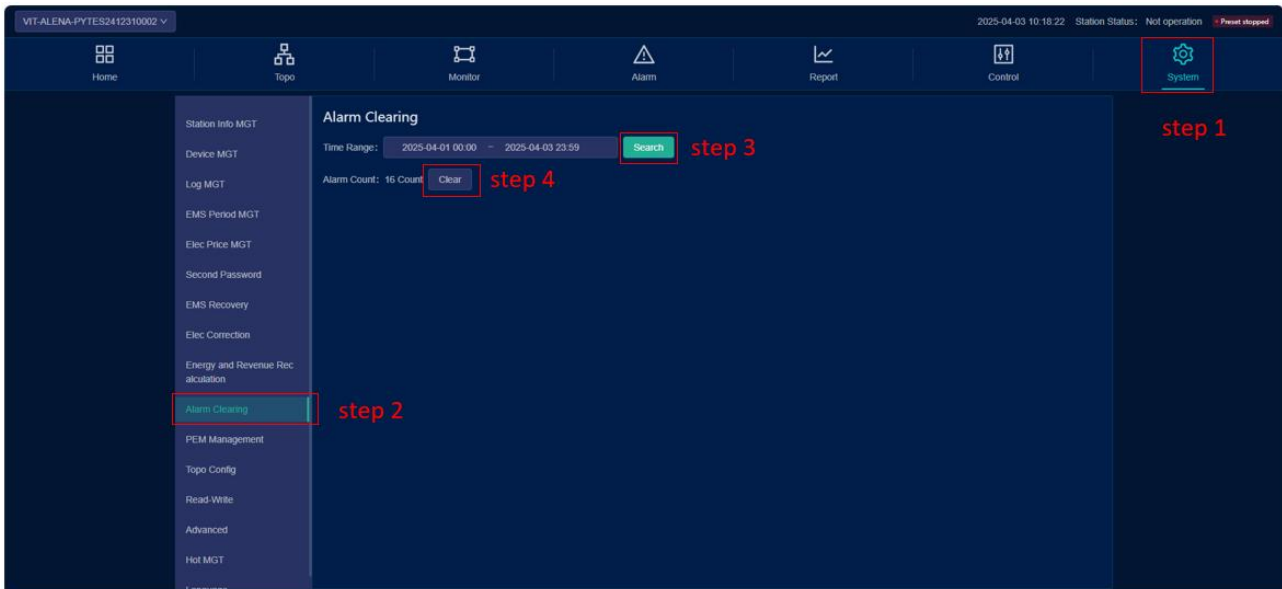 VIT-ALENA-PYTES2412310002
2025-04-03 10:18:22 Station Status: Not operation Preset stopped
Home
Topo
Monitor
Alarm
Report
Control
System
step 1
Station Info MGT
Device MGT
Log MGT
EMS Period MGT
Elec Price MGT
Second Password
EMS Recovery
Elec Correction
Energy and Revenue Rec
alculation
Alarm Clearing
step 2
PEM Management
Topo Config
Read-Write
Advanced
Hot MGT
Alarm Clearing
Time Range: 2025-04-01 00:00 ~ 2025-04-03 23:59 Search step 3
Alarm Count: 16 Count Clear step 4